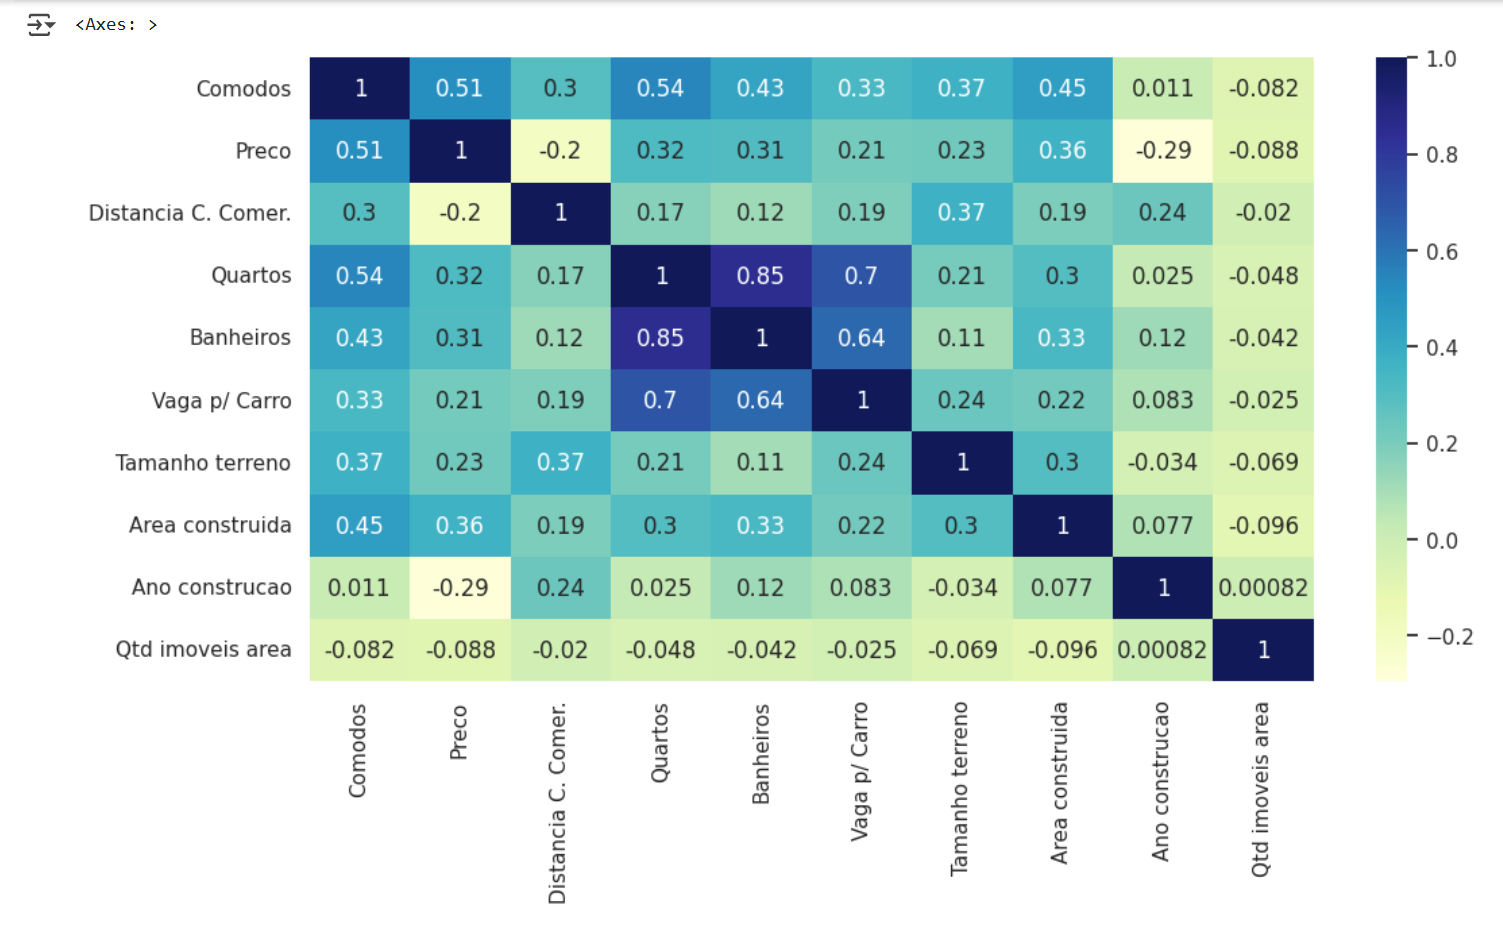 <Axes: >
Comodos 1 0.51 0.3 0.54 0.43 0.33 0.37 0.45 0.011 -0.082
Preco 0.51 1 -0.2 0.32 0.31 0.21 0.23 0.36 -0.29 -0.088
Distancia C. Comer. 0.3 -0.2 1 0.17 0.12 0.19 0.37 0.19 0.24 -0.02
Quartos 0.54 0.32 0.17 1 0.85 0.7 0.21 0.3 0.025 -0.048
Banheiros 0.43 0.31 0.12 0.85 1 0.64 0.11 0.33 0.12 -0.042
Vaga p/ Carro 0.33 0.21 0.19 0.7 0.64 1 0.24 0.22 0.083 -0.025
Tamanho terreno 0.37 0.23 0.37 0.21 0.11 0.24 1 0.3 -0.034 -0.069
Area construida 0.45 0.36 0.19 0.3 0.33 0.22 0.3 1 0.077 -0.096
Ano construcao 0.011 -0.29 0.24 0.025 0.12 0.083 -0.034 0.077 1 0.00082
Qtd imoveis area -0.082 -0.088 -0.02 -0.048 -0.042 -0.025 -0.069 -0.096 0.00082 1
Comodos
Preco
Distancia C. Comer.
Quartos
Banheiros
Vaga p/ Carro
Tamanho terreno
Area construida
Ano construcao
Qtd imoveis area
1.0
0.8
0.6
0.4
0.2
0.0
−0.2